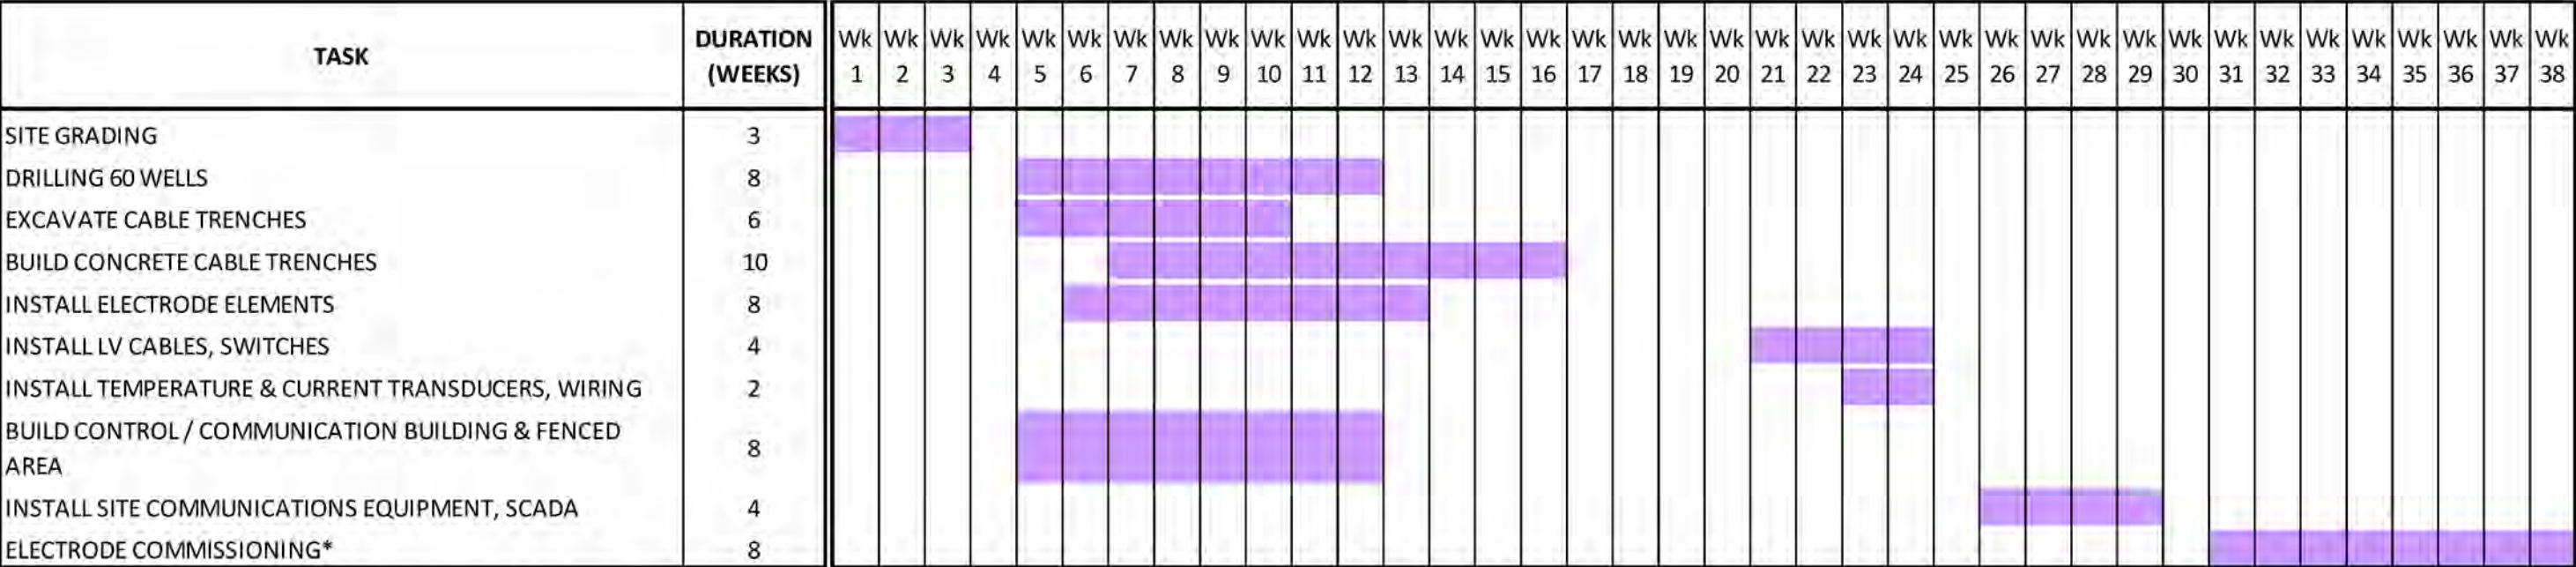 TASK DURATION (WEEKS) Wk 1 Wk 2 Wk 3 Wk 4 Wk 5 Wk 6 Wk 7 Wk 8 Wk 9 Wk 10 Wk 11 Wk 12 Wk 13 Wk 14 Wk 15 Wk 16 Wk 17 Wk 18 Wk 19 Wk 20 Wk 21 Wk 22 Wk 23 Wk 24 Wk 25 Wk 26 Wk 27 Wk 28 Wk 29 Wk 30 Wk 31 Wk 32 Wk 33 Wk 34 Wk 35 Wk 36 Wk 37 Wk 38
SITE GRADING 3
DRILLING 60 WELLS 8
EXCAVATE CABLE TRENCHES 6
BUILD CONCRETE CABLE TRENCHES 10
INSTALL ELECTRODE ELEMENTS 8
INSTALL LV CABLES, SWITCHES 4
INSTALL TEMPERATURE & CURRENT TRANSDUCERS, WIRING 2
BUILD CONTROL / COMMUNICATION BUILDING & FENCED
AREA 8
INSTALL SITE COMMUNICATIONS EQUIPMENT, SCADA 4
ELECTRODE COMMISSIONING* 8